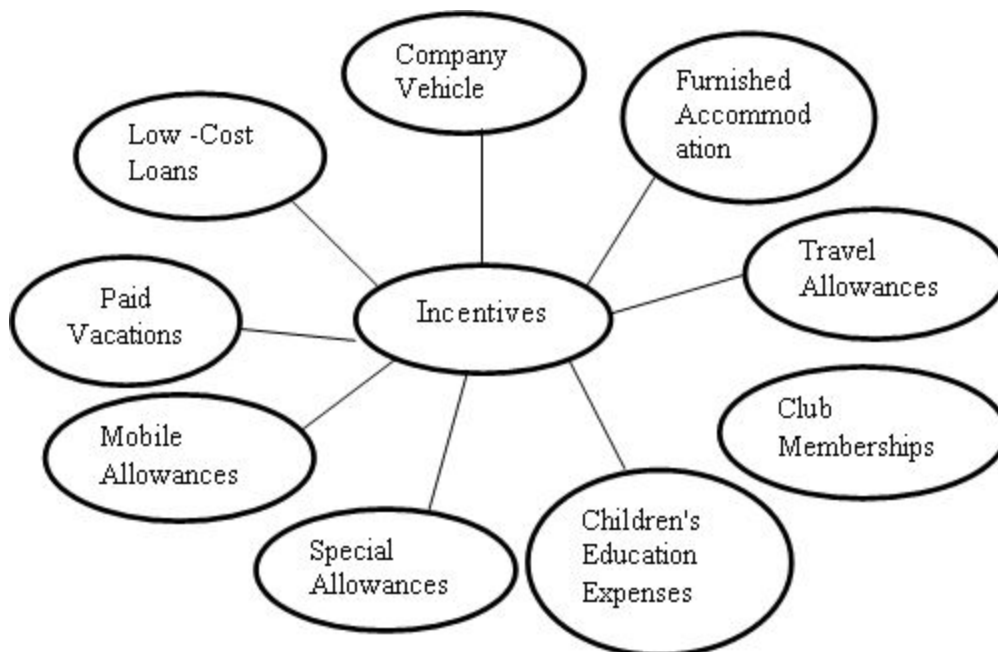 Company
Vehicle
Furnished
Accommod
ation
Low -Cost
Loans
Travel
Allowances
Incentives
Paid
Vacations
Club
Memberships
Mobile
Allowances
Children's
Education
Expenses
Special
Allowances